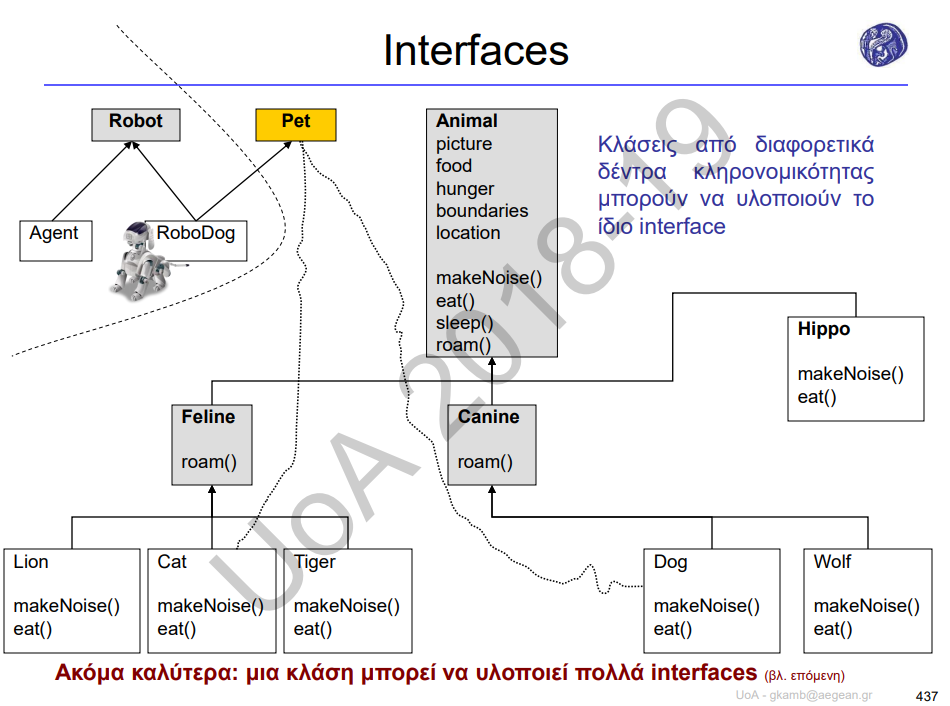 Interfaces
Robot
Pet
Agent
RoboDog
Animal
picture
food
hunger
boundaries
location
makeNoise()
eat()
sleep()
roam()
Κλάσεις από διαφορετικά
δέντρα κληρονομικότητας
μπορούν να υλοποιούν το
ίδιο interface
Hippo
makeNoise()
eat()
Feline
roam()
Canine
roam()
Lion
makeNoise()
eat()
Cat
makeNoise()
eat()
Tiger
makeNoise()
eat()
Dog
makeNoise()
eat()
Wolf
makeNoise()
eat()
UoA 2018-19
Ακόμα καλύτερα: μια κλάση μπορεί να υλοποιεί πολλά interfaces (βλ. επόμενη)
UoA - gkamb@aegean.gr
437